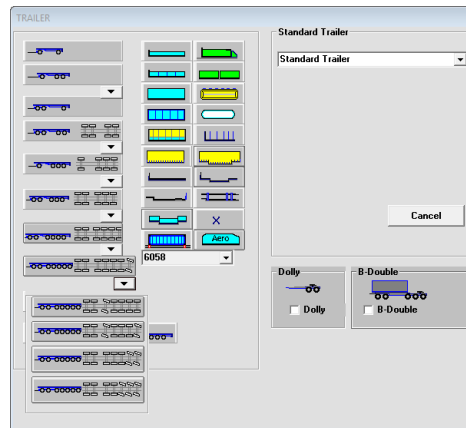 TRAILER
Standard Trailer
Standard Trailer
Cancel
X
Aero
6058
Dolly
Dolly
B-Double
B-Double